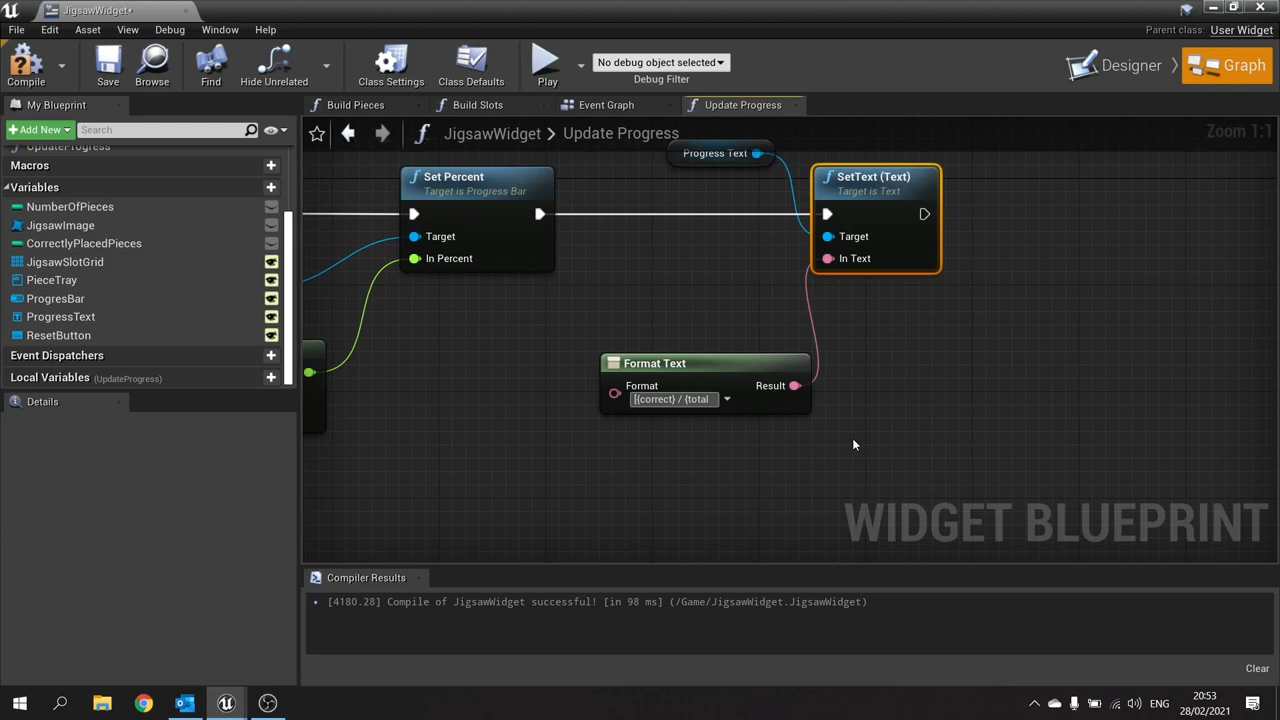 JigsawWidget*
File Edit Asset View Debug Window Help
Parent class: User Widget
Compile
Save
Browse
Find
Hide Unrelated
Class Settings
Class Defaults
Play
No debug object selected
Debug Filter
Designer
Graph
My Blueprint
Build Pieces
Build Slots
Event Graph
Update Progress
Add New
Search
JigsawWidget > Update Progress
Zoom 1:1
UpdateProgress
Macros
Variables
NumberOfPieces
JigsawImage
CorrectlyPlacedPieces
JigsawSlotGrid
PieceTray
ProgresBar
ProgressText
ResetButton
Event Dispatchers
Local Variables (UpdateProgress)
Details
Set Percent
Target is Progress Bar
Target
In Percent
Progress Text
SetText (Text)
Target is Text
Target
In Text
Format Text
Format
Result
[{correct} / {total
WIDGET BLUEPRINT
Compiler Results
[4180.28] Compile of JigsawWidget successful! [in 98 ms] (/Game/JigsawWidget.JigsawWidget)
Clear
ENG
20:53
28/02/2021